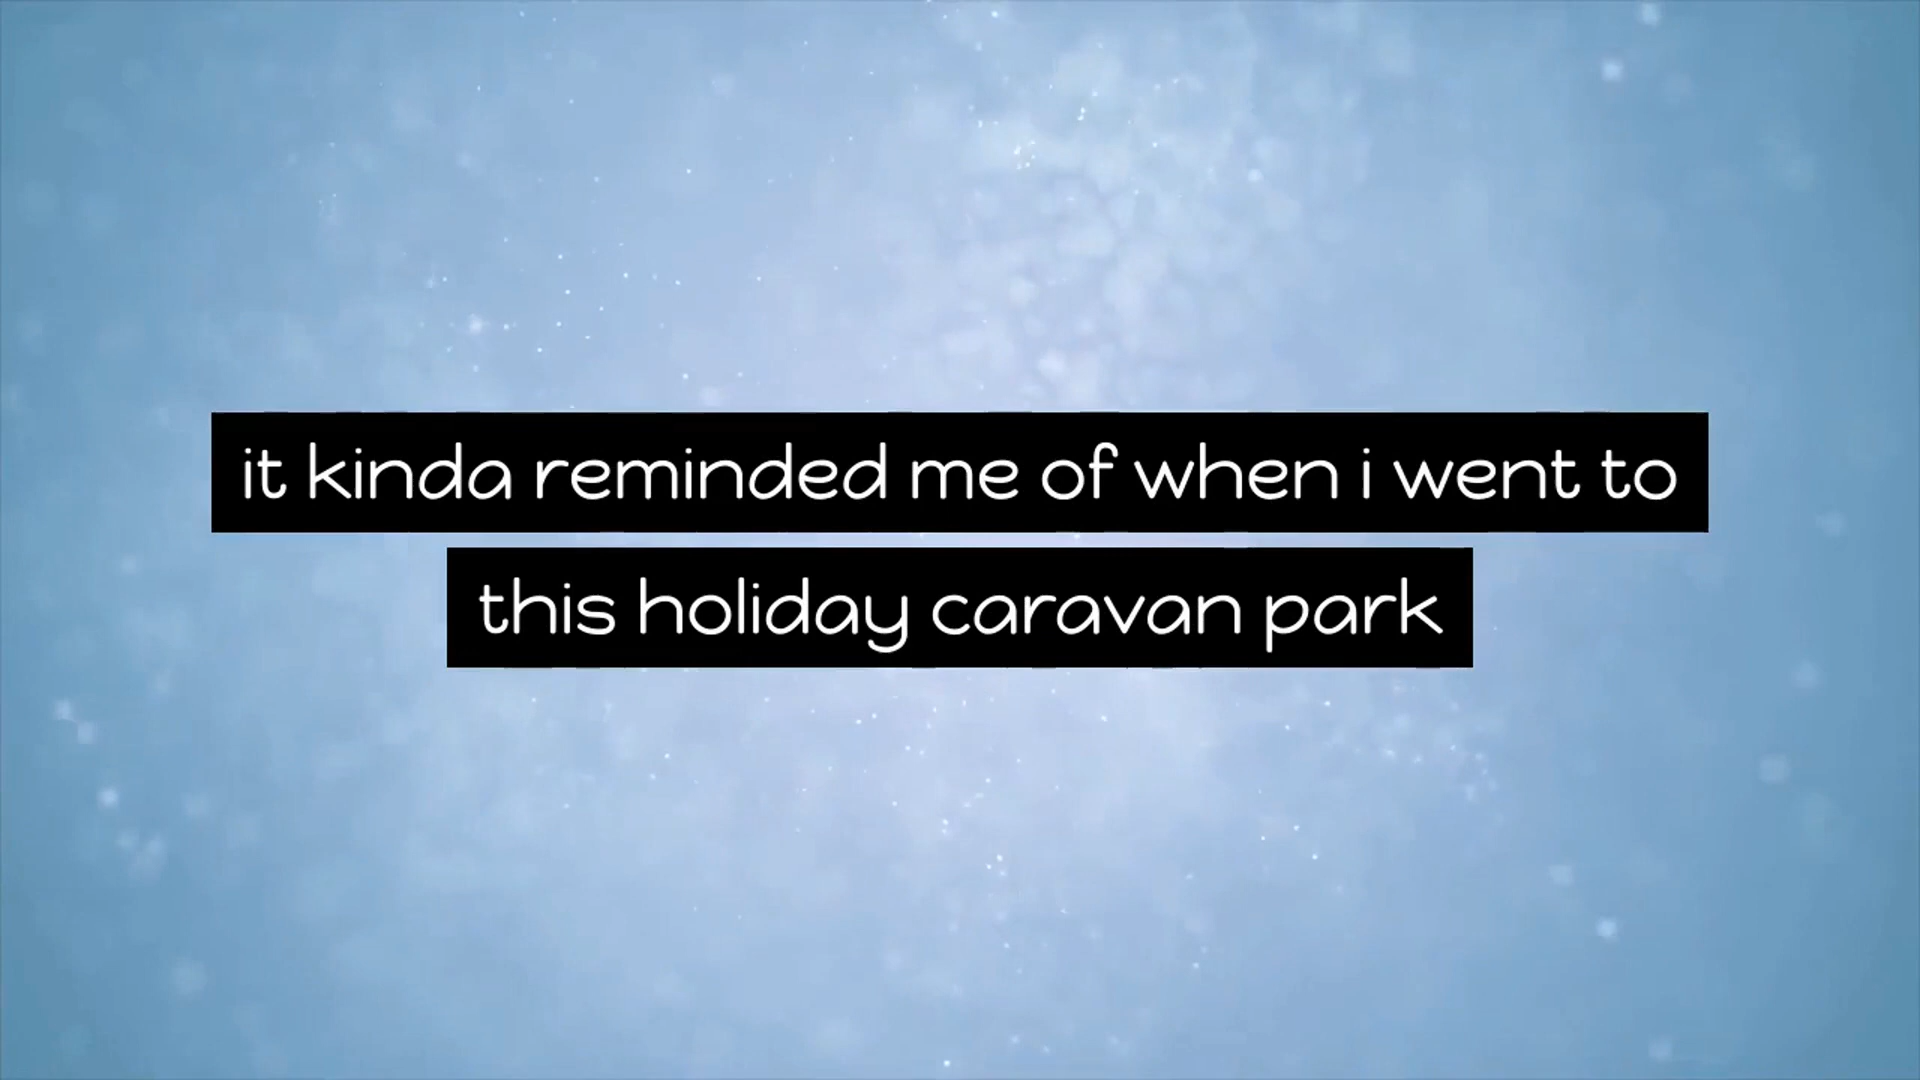 it kinda reminded me of when i went to
this holiday caravan park